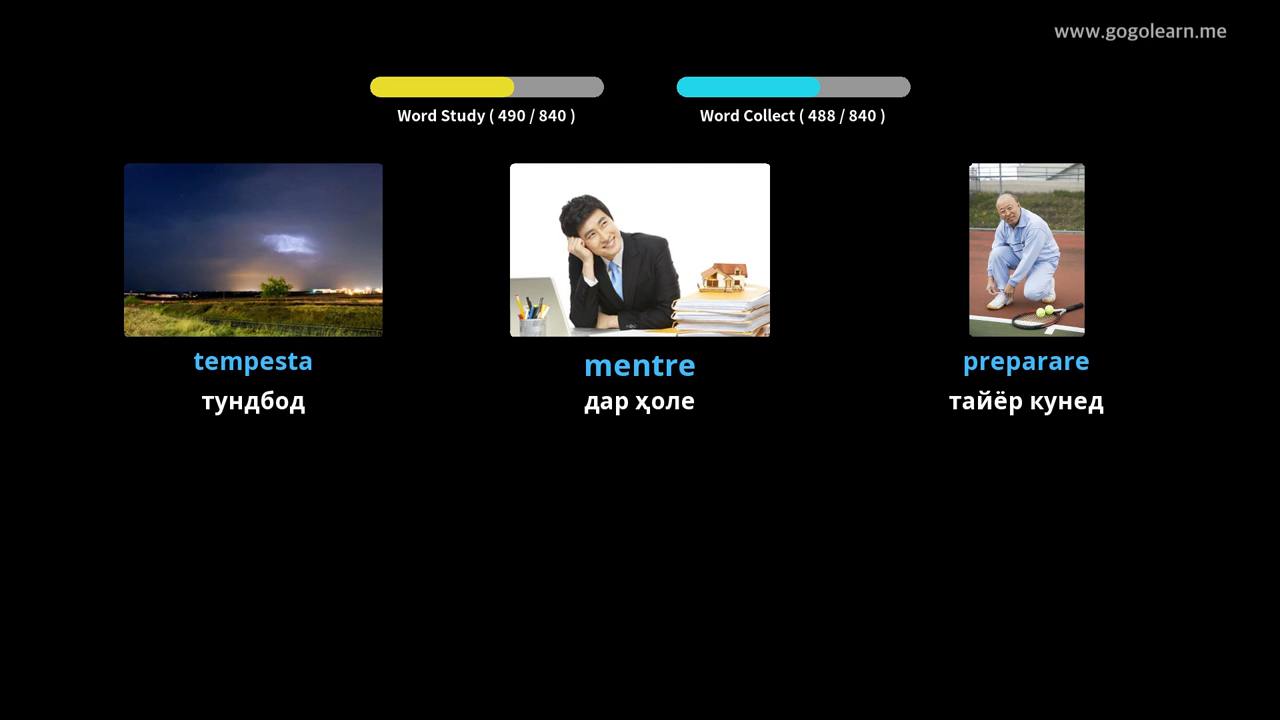 www.gogolearn.me
Word Study ( 490 / 840 )
Word Collect ( 488 / 840 )
tempesta
тундбод
mentre
дар ҳоле
preparare
тайёр кунед